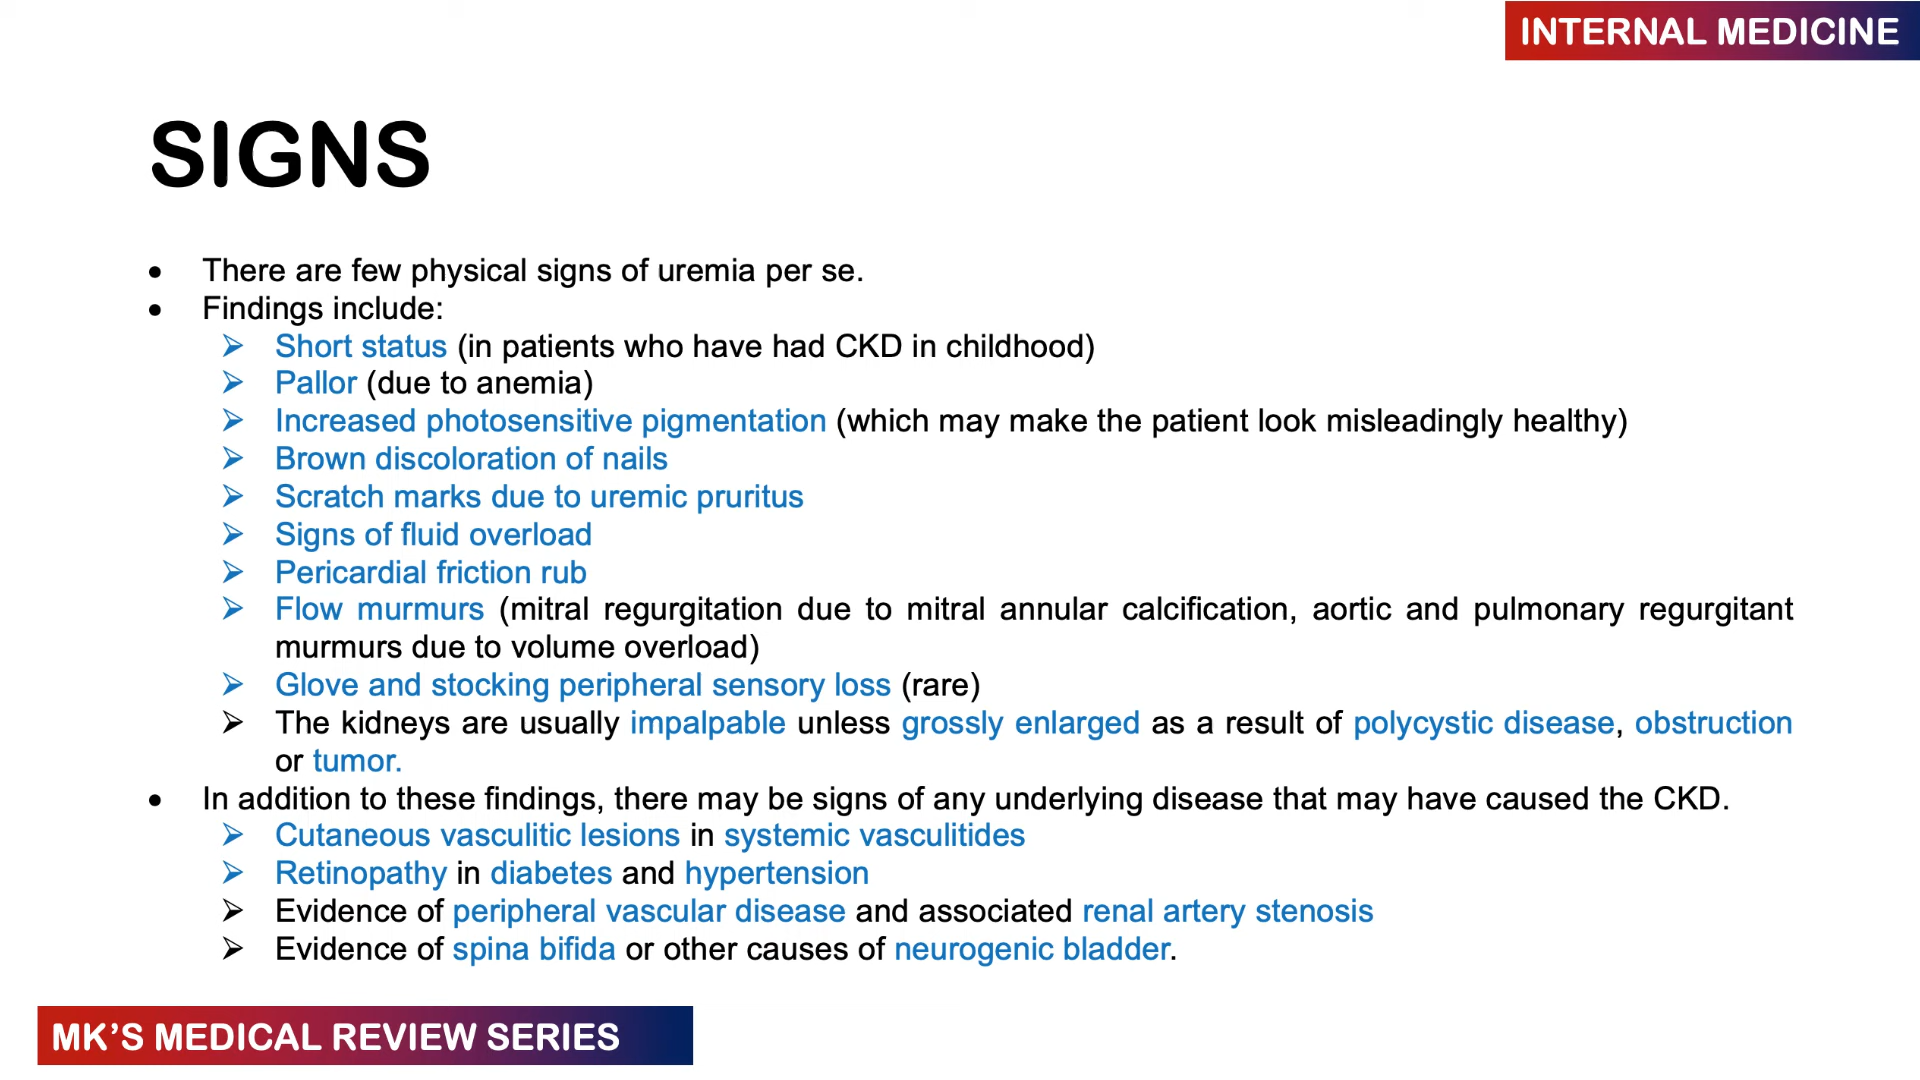 INTERNAL MEDICINE
SIGNS
• There are few physical signs of uremia per se.
• Findings include:
➢ Short status (in patients who have had CKD in childhood)
➢ Pallor (due to anemia)
➢ Increased photosensitive pigmentation (which may make the patient look misleadingly healthy)
➢ Brown discoloration of nails
➢ Scratch marks due to uremic pruritus
➢ Signs of fluid overload
➢ Pericardial friction rub
➢ Flow murmurs (mitral regurgitation due to mitral annular calcification, aortic and pulmonary regurgitant
murmurs due to volume overload)
➢ Glove and stocking peripheral sensory loss (rare)
➢ The kidneys are usually impalpable unless grossly enlarged as a result of polycystic disease, obstruction
or tumor.
• In addition to these findings, there may be signs of any underlying disease that may have caused the CKD.
➢ Cutaneous vasculitic lesions in systemic vasculitides
➢ Retinopathy in diabetes and hypertension
➢ Evidence of peripheral vascular disease and associated renal artery stenosis
➢ Evidence of spina bifida or other causes of neurogenic bladder.
MK'S MEDICAL REVIEW SERIES